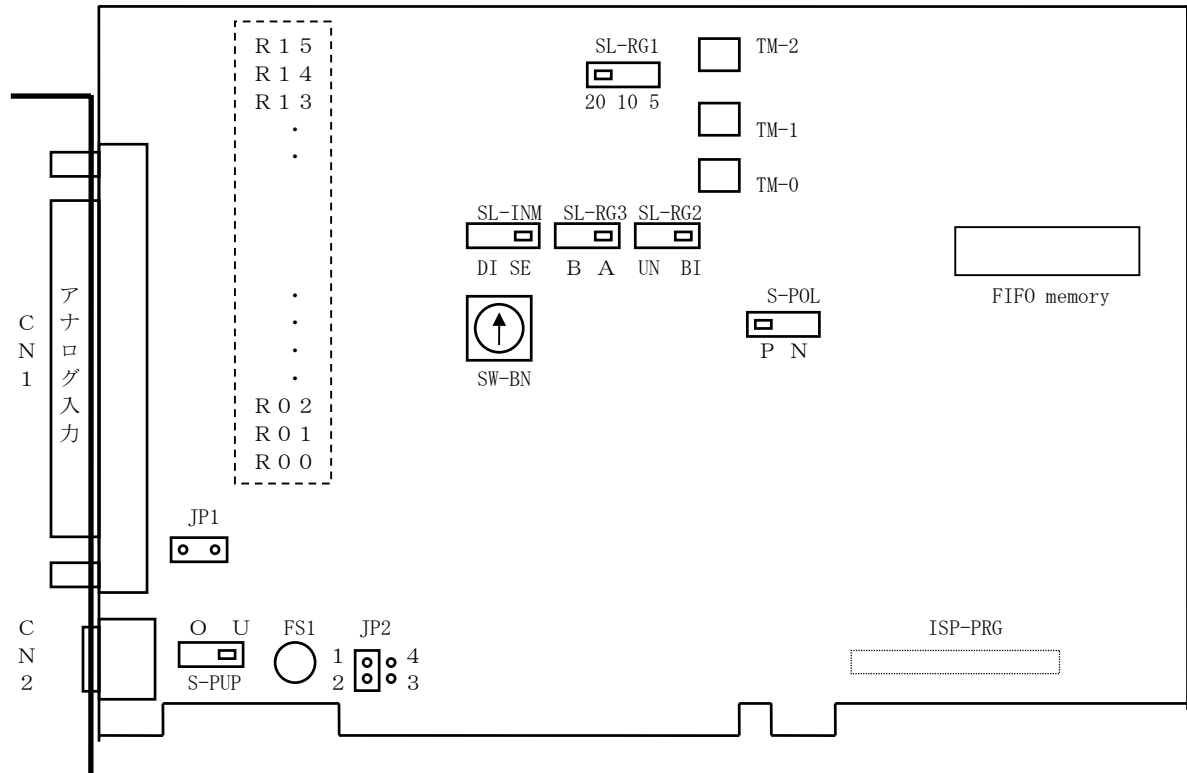 R15
R14
R13
・
・
・
・
・
・
R02
R01
R00
SL-RG1
20 10 5
TM-2
TM-1
TM-0
SL-INM SL-RG3 SL-RG2
DI SE B A UN BI
SW-BN
S-POL
P N
FIFO memory
CN1
アナログ入力
JP1
CN2
O U
S-PUP
FS1
JP2
1 4
2 3
ISP-PRG